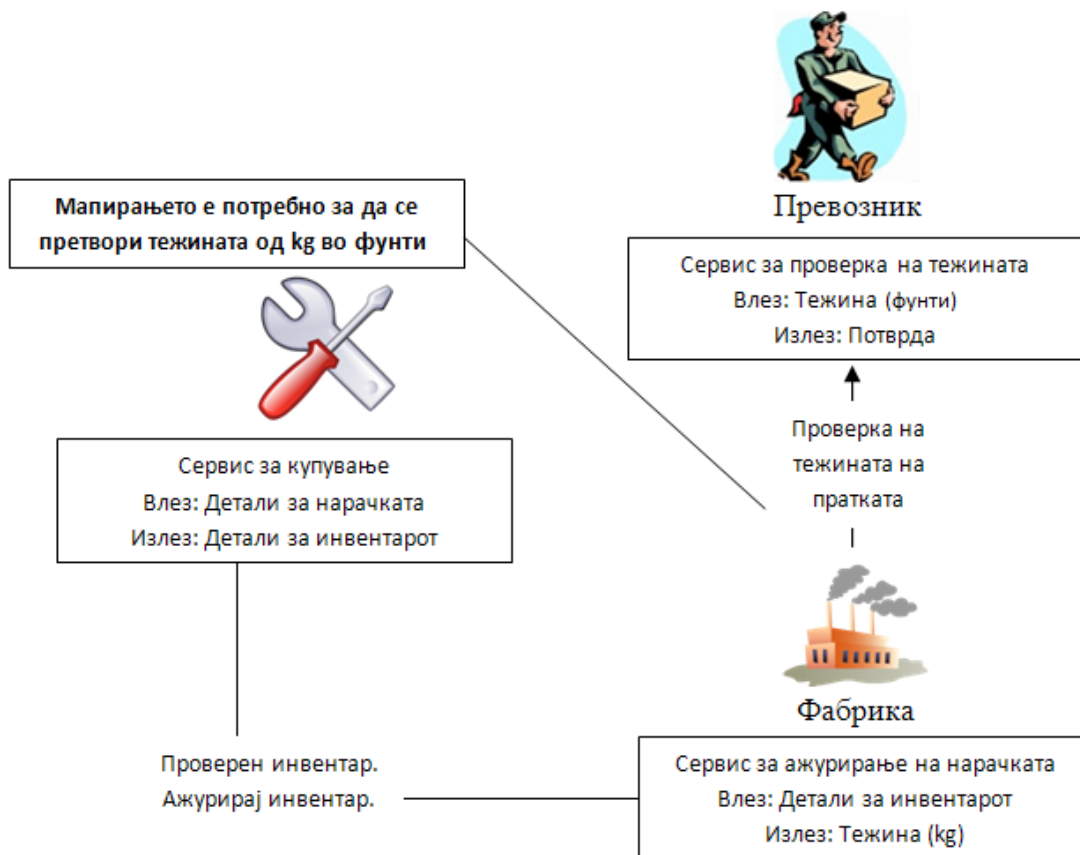 Превозник
Мапирањето е потребно за да се
претвори тежината од kg во фунти
Сервис за проверка на тежината
Влез: Тежина (фунти)
Излез: Потврда
Сервис за купување
Влез: Детали за нарачката
Излез: Детали за инвентарот
Проверка на
тежината на
пратката
Фабрика
Проверен инвентар.
Ажурирај инвентар.
Сервис за ажурирање на нарачката
Влез: Детали за инвентарот
Излез: Тежина (kg)